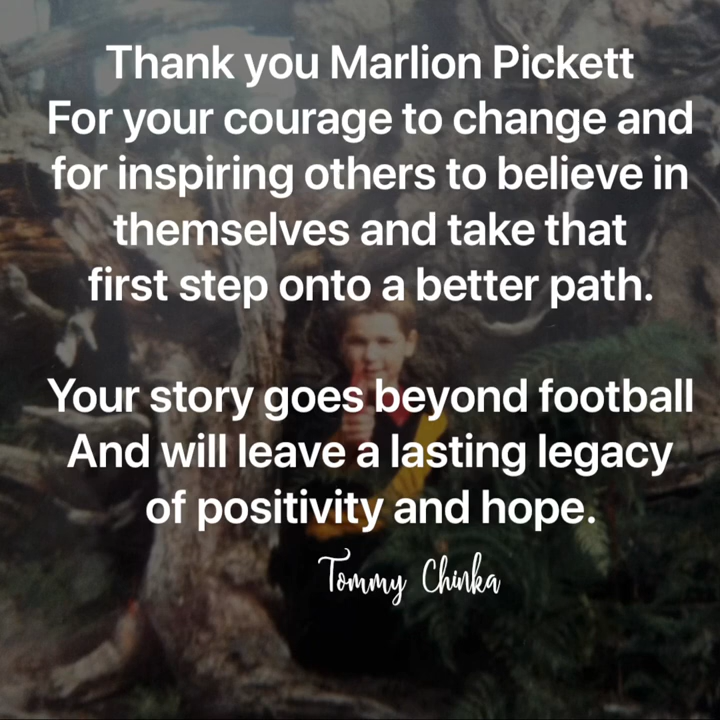 Thank you Marlion Pickett
For your courage to change and
for inspiring others to believe in
themselves and take that
first step onto a better path.
Your story goes beyond football
And will leave a lasting legacy
of positivity and hope.
Tommy Chinka